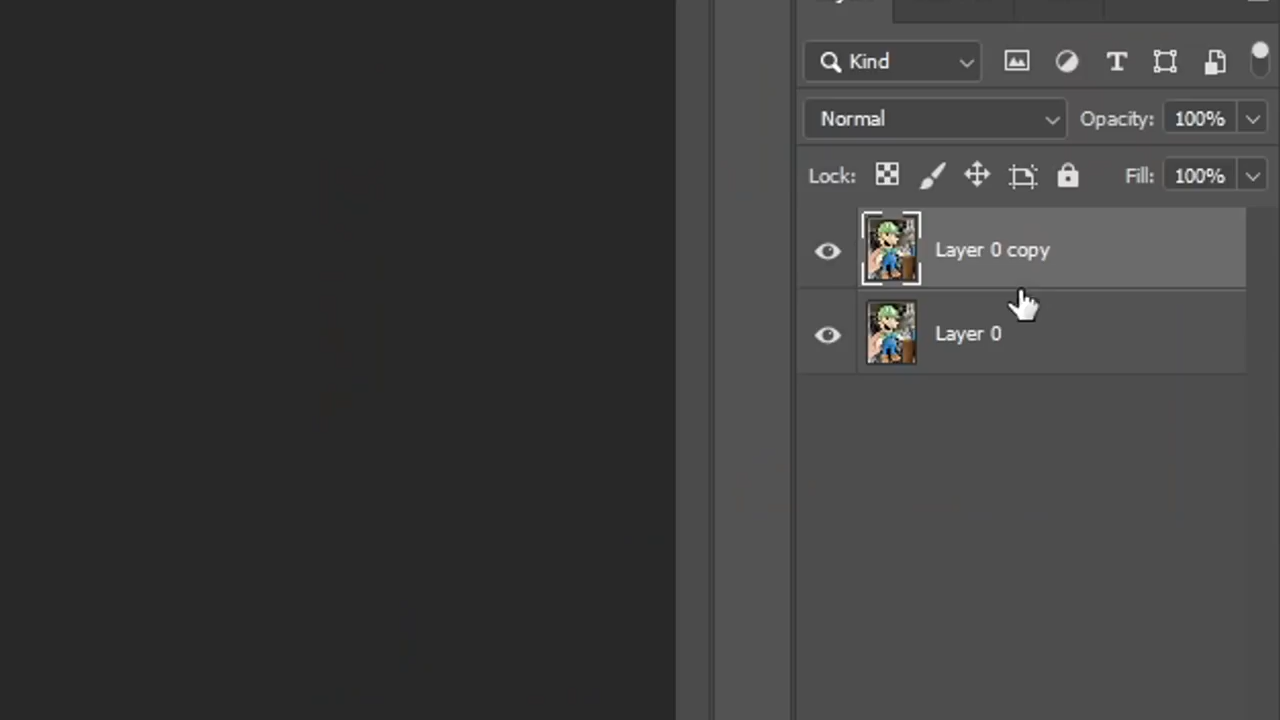 Kind
Normal Opacity: 100%
Lock: Fill: 100%
Layer 0 copy
Layer 0